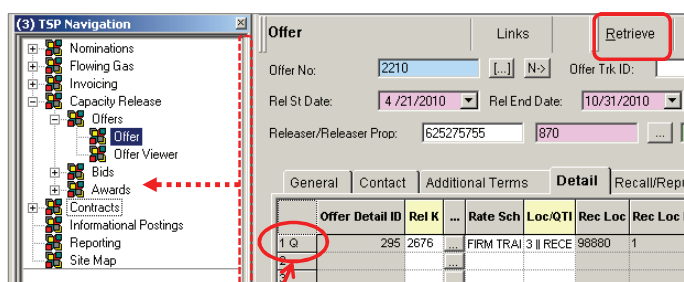 (3) TSP Navigation
Nominations
Flowing Gas
Invoicing
Capacity Release
Offers
Offer
Offer Viewer
Bids
Awards
Contracts
Informational Postings
Reporting
Site Map
Offer Links Retrieve
Offer No: 2210 [...] N-> Offer Trk ID:
Rel St Date: 4 /21/2010 Rel End Date: 10/31/2010
Releaser/Releaser Prop: 625275755 870 ...
General Contact Additional Terms Detail Recall/Repu
Offer Detail ID Rel K ... Rate Sch Loc/QTI Rec Loc Rec Loc
1 Q 295 2676 ... FIRM TRAI 3 || RECE 98880 1
2 ...
3